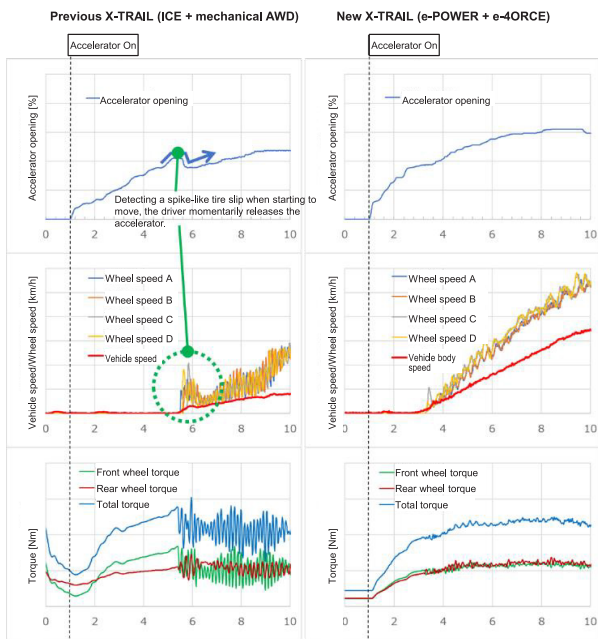 Previous X-TRAIL (ICE + mechanical AWD)
Accelerator On
Accelerator opening [%]
Accelerator opening
Detecting a spike-like tire slip when starting to
move, the driver momentarily releases the
accelerator.
0 2 4 6 8 10
Vehicle speed/Wheel speed [km/h]
Wheel speed A
Wheel speed B
Wheel speed C
Wheel speed D
Vehicle speed
0 2 4 6 8 10
Torque [Nm]
Front wheel torque
Rear wheel torque
Total torque
0 2 4 6 8 10
New X-TRAIL (e-POWER + e-4ORCE)
Accelerator On
Accelerator opening [%]
Accelerator opening
0 2 4 6 8 10
Vehicle speed/Wheel speed [km/h]
Wheel speed A
Wheel speed B
Wheel speed C
Wheel speed D
Vehicle body
speed
0 2 4 6 8 10
Torque [Nm]
Front wheel torque
Rear wheel torque
Total torque
0 2 4 6 8 10